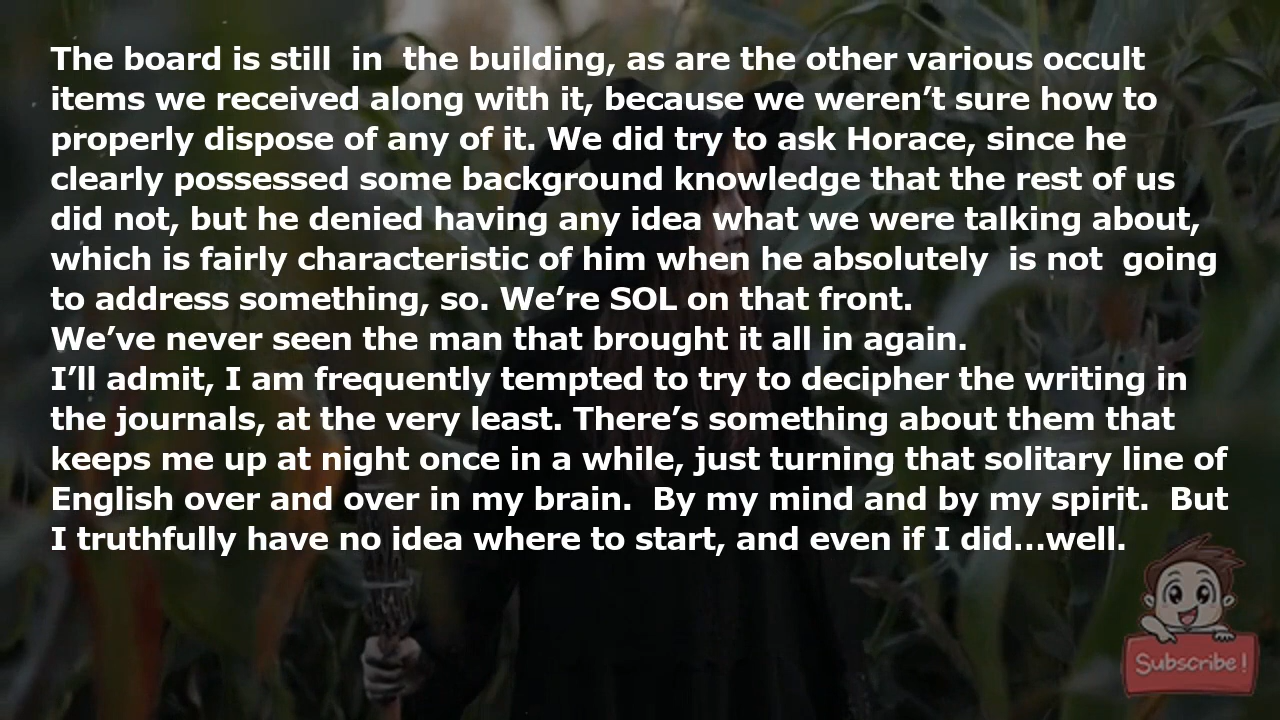 The board is still  in  the building, as are the other various occult
items we received along with it, because we weren’t sure how to
properly dispose of any of it. We did try to ask Horace, since he
clearly possessed some background knowledge that the rest of us
did not, but he denied having any idea what we were talking about,
which is fairly characteristic of him when he absolutely  is not  going
to address something, so. We’re SOL on that front.
We’ve never seen the man that brought it all in again.
I’ll admit, I am frequently tempted to try to decipher the writing in
the journals, at the very least. There’s something about them that
keeps me up at night once in a while, just turning that solitary line of
English over and over in my brain.  By my mind and by my spirit.  But
I truthfully have no idea where to start, and even if I did…well.
Subscribe!